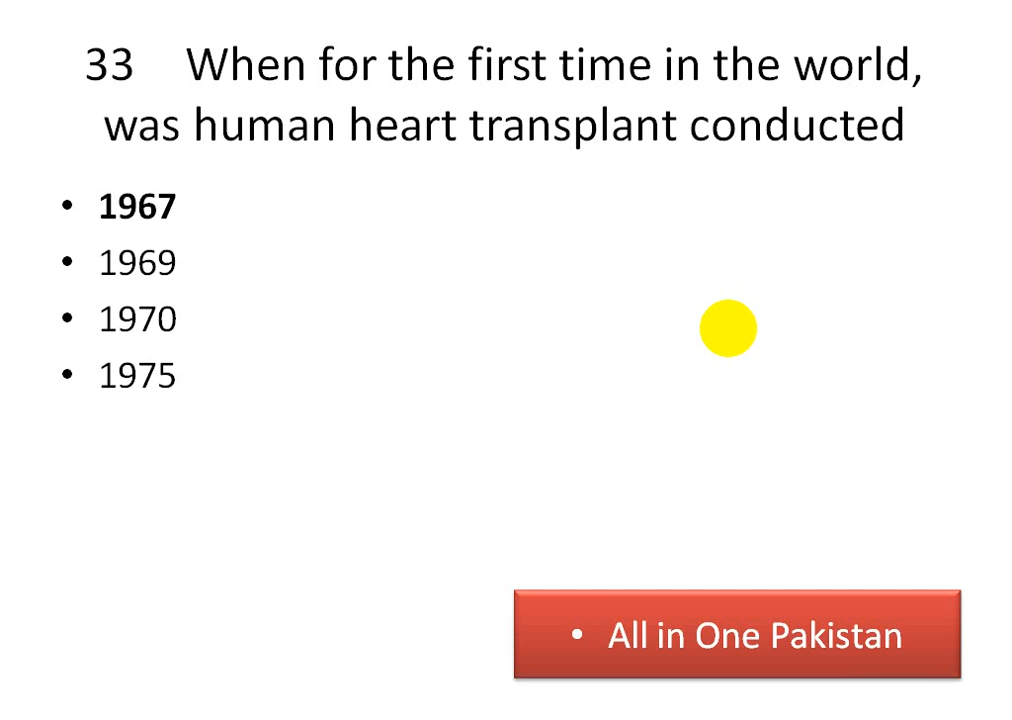 33 When for the first time in the world,
was human heart transplant conducted
• 1967
• 1969
• 1970
• 1975
• All in One Pakistan